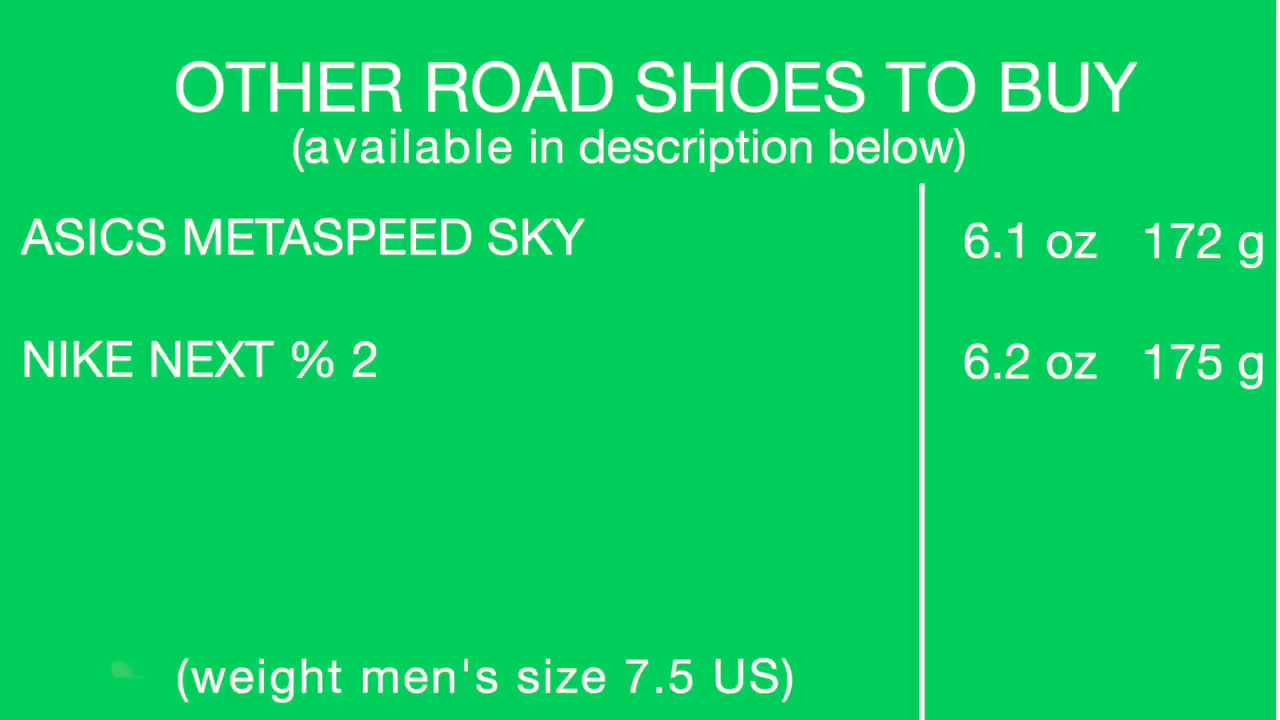 OTHER ROAD SHOES TO BUY
(available in description below)
ASICS METASPEED SKY 6.1 oz 172 g
NIKE NEXT % 2 6.2 oz 175 g
(weight men's size 7.5 US)